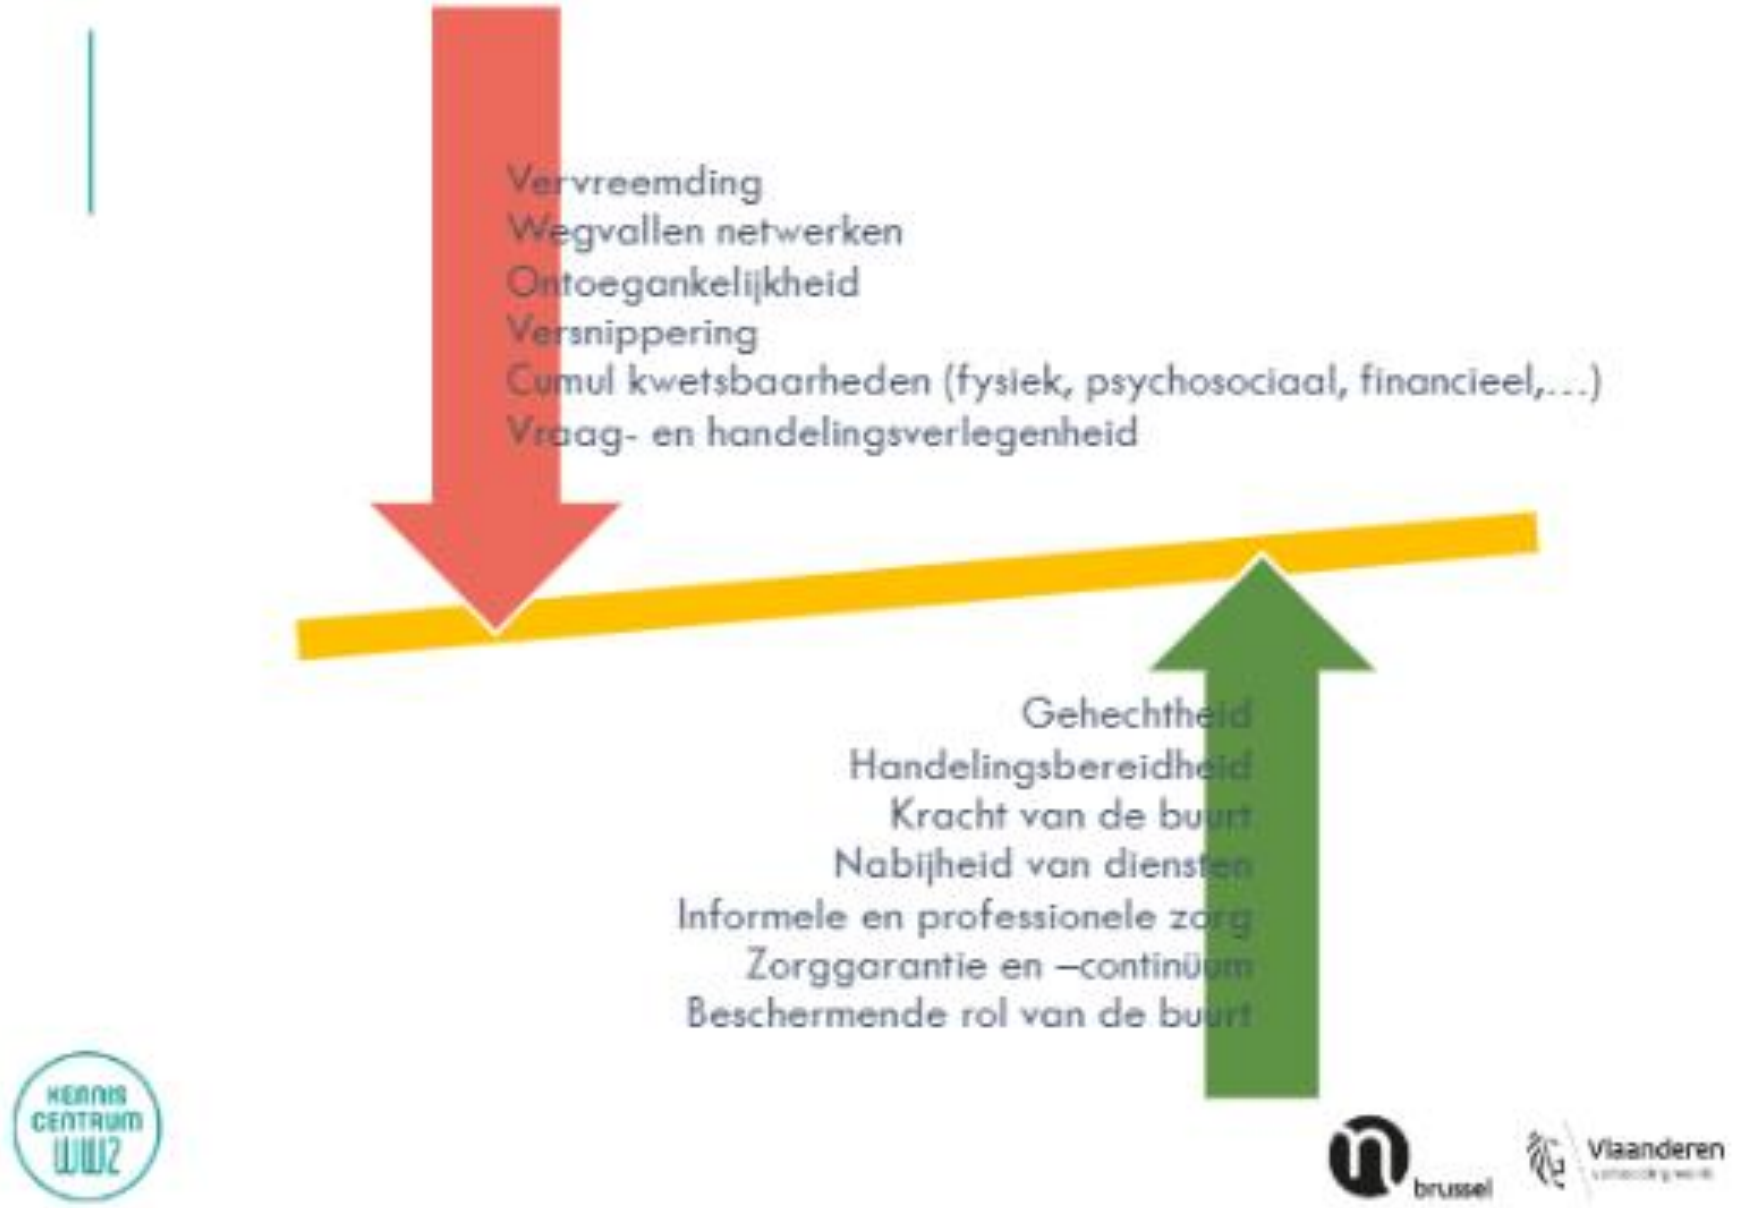 Vervreemding
Wegvallen netwerken
Ontoegankelijkheid
Versnippering
Cumul kwetsbaarheden (fysiek, psychosociaal, financieel,...)
Vraag- en handelingsverlegenheid
Gehechtheid
Handelingsbereidheid
Kracht van de buurt
Nabijheid van diensten
Informele en professionele zorg
Zorggarantie en –continüum
Beschermende rol van de buurt
KENNIS
CENTRUM
WWZ
n
brussel
Vlaanderen